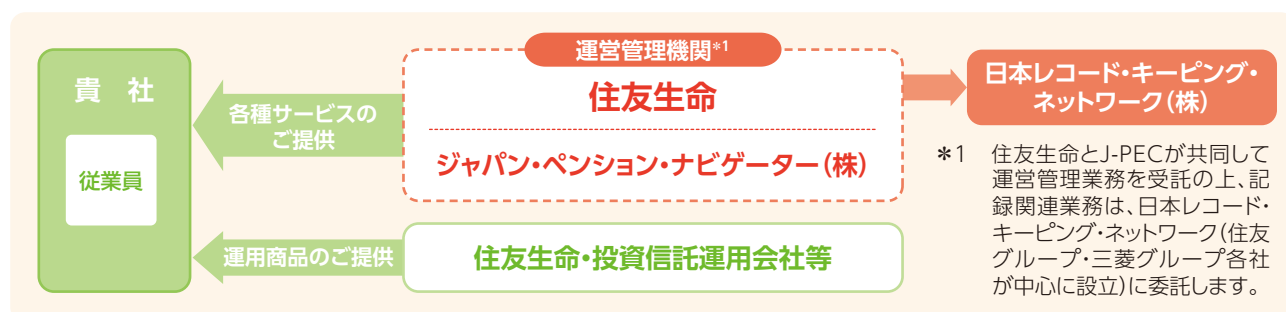 貴 社
従業員
各種サービスの
ご提供
運用商品のご提供
運営管理機関*1
住友生命
ジャパン・ペンション・ナビゲーター(株)
住友生命・投資信託運用会社等
日本レコード・キーピング・
ネットワーク(株)
*1 住友生命とJ-PECが共同して
運営管理業務を受託の上、記
録関連業務は、日本レコード・
キーピング・ネットワーク(住友
グループ・三菱グループ各社
が中心に設立)に委託します。